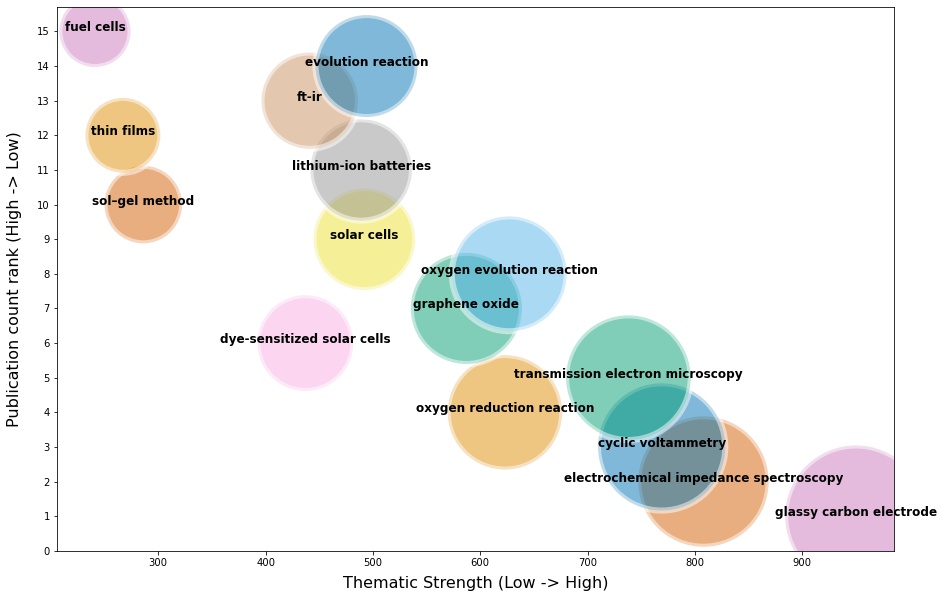 Publication count rank (High -> Low)
15
14
13
12
11
10
9
8
7
6
5
4
3
2
1
0
fuel cells
evolution reaction
ft-ir
thin films
lithium-ion batteries
sol–gel method
solar cells
oxygen evolution reaction
graphene oxide
dye-sensitized solar cells
transmission electron microscopy
oxygen reduction reaction
cyclic voltammetry
electrochemical impedance spectroscopy
glassy carbon electrode
300 400 500 600 700 800 900
Thematic Strength (Low -> High)